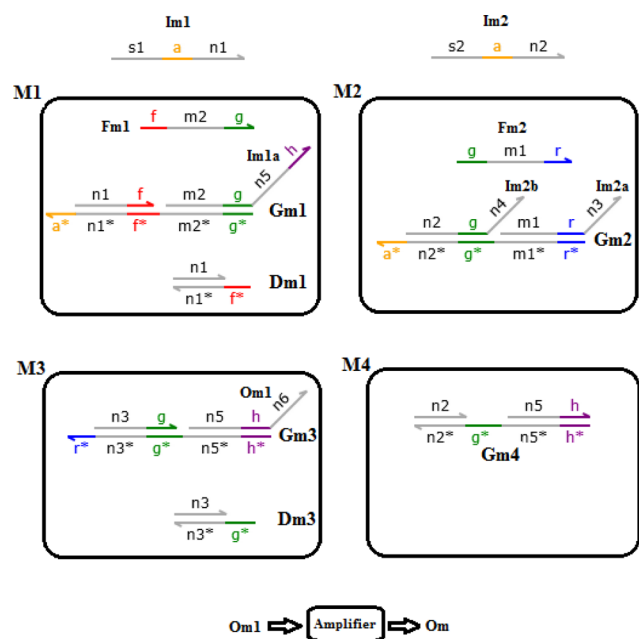 Im1 Im2
s1 a n1 s2 a n2
M1 M2
f m2 g
Fm1
Fm2
g m1 r
Im1a
h
n5
Im2b Im2a
n4 n3
n1 f m2 g
Gm1
a* n1* f* m2* g*
n2 g m1 r
Gm2
a* n2* g* m1* r*
n1
Dm1
n1* f*
M3 M4
Om1
n6
n3 g n5 h
Gm3
r* n3* g* n5* h*
n2 n5 h
n2* g* n5* h*
Gm4
n3
Dm3
n3* g*
Om1 Amplifier Om